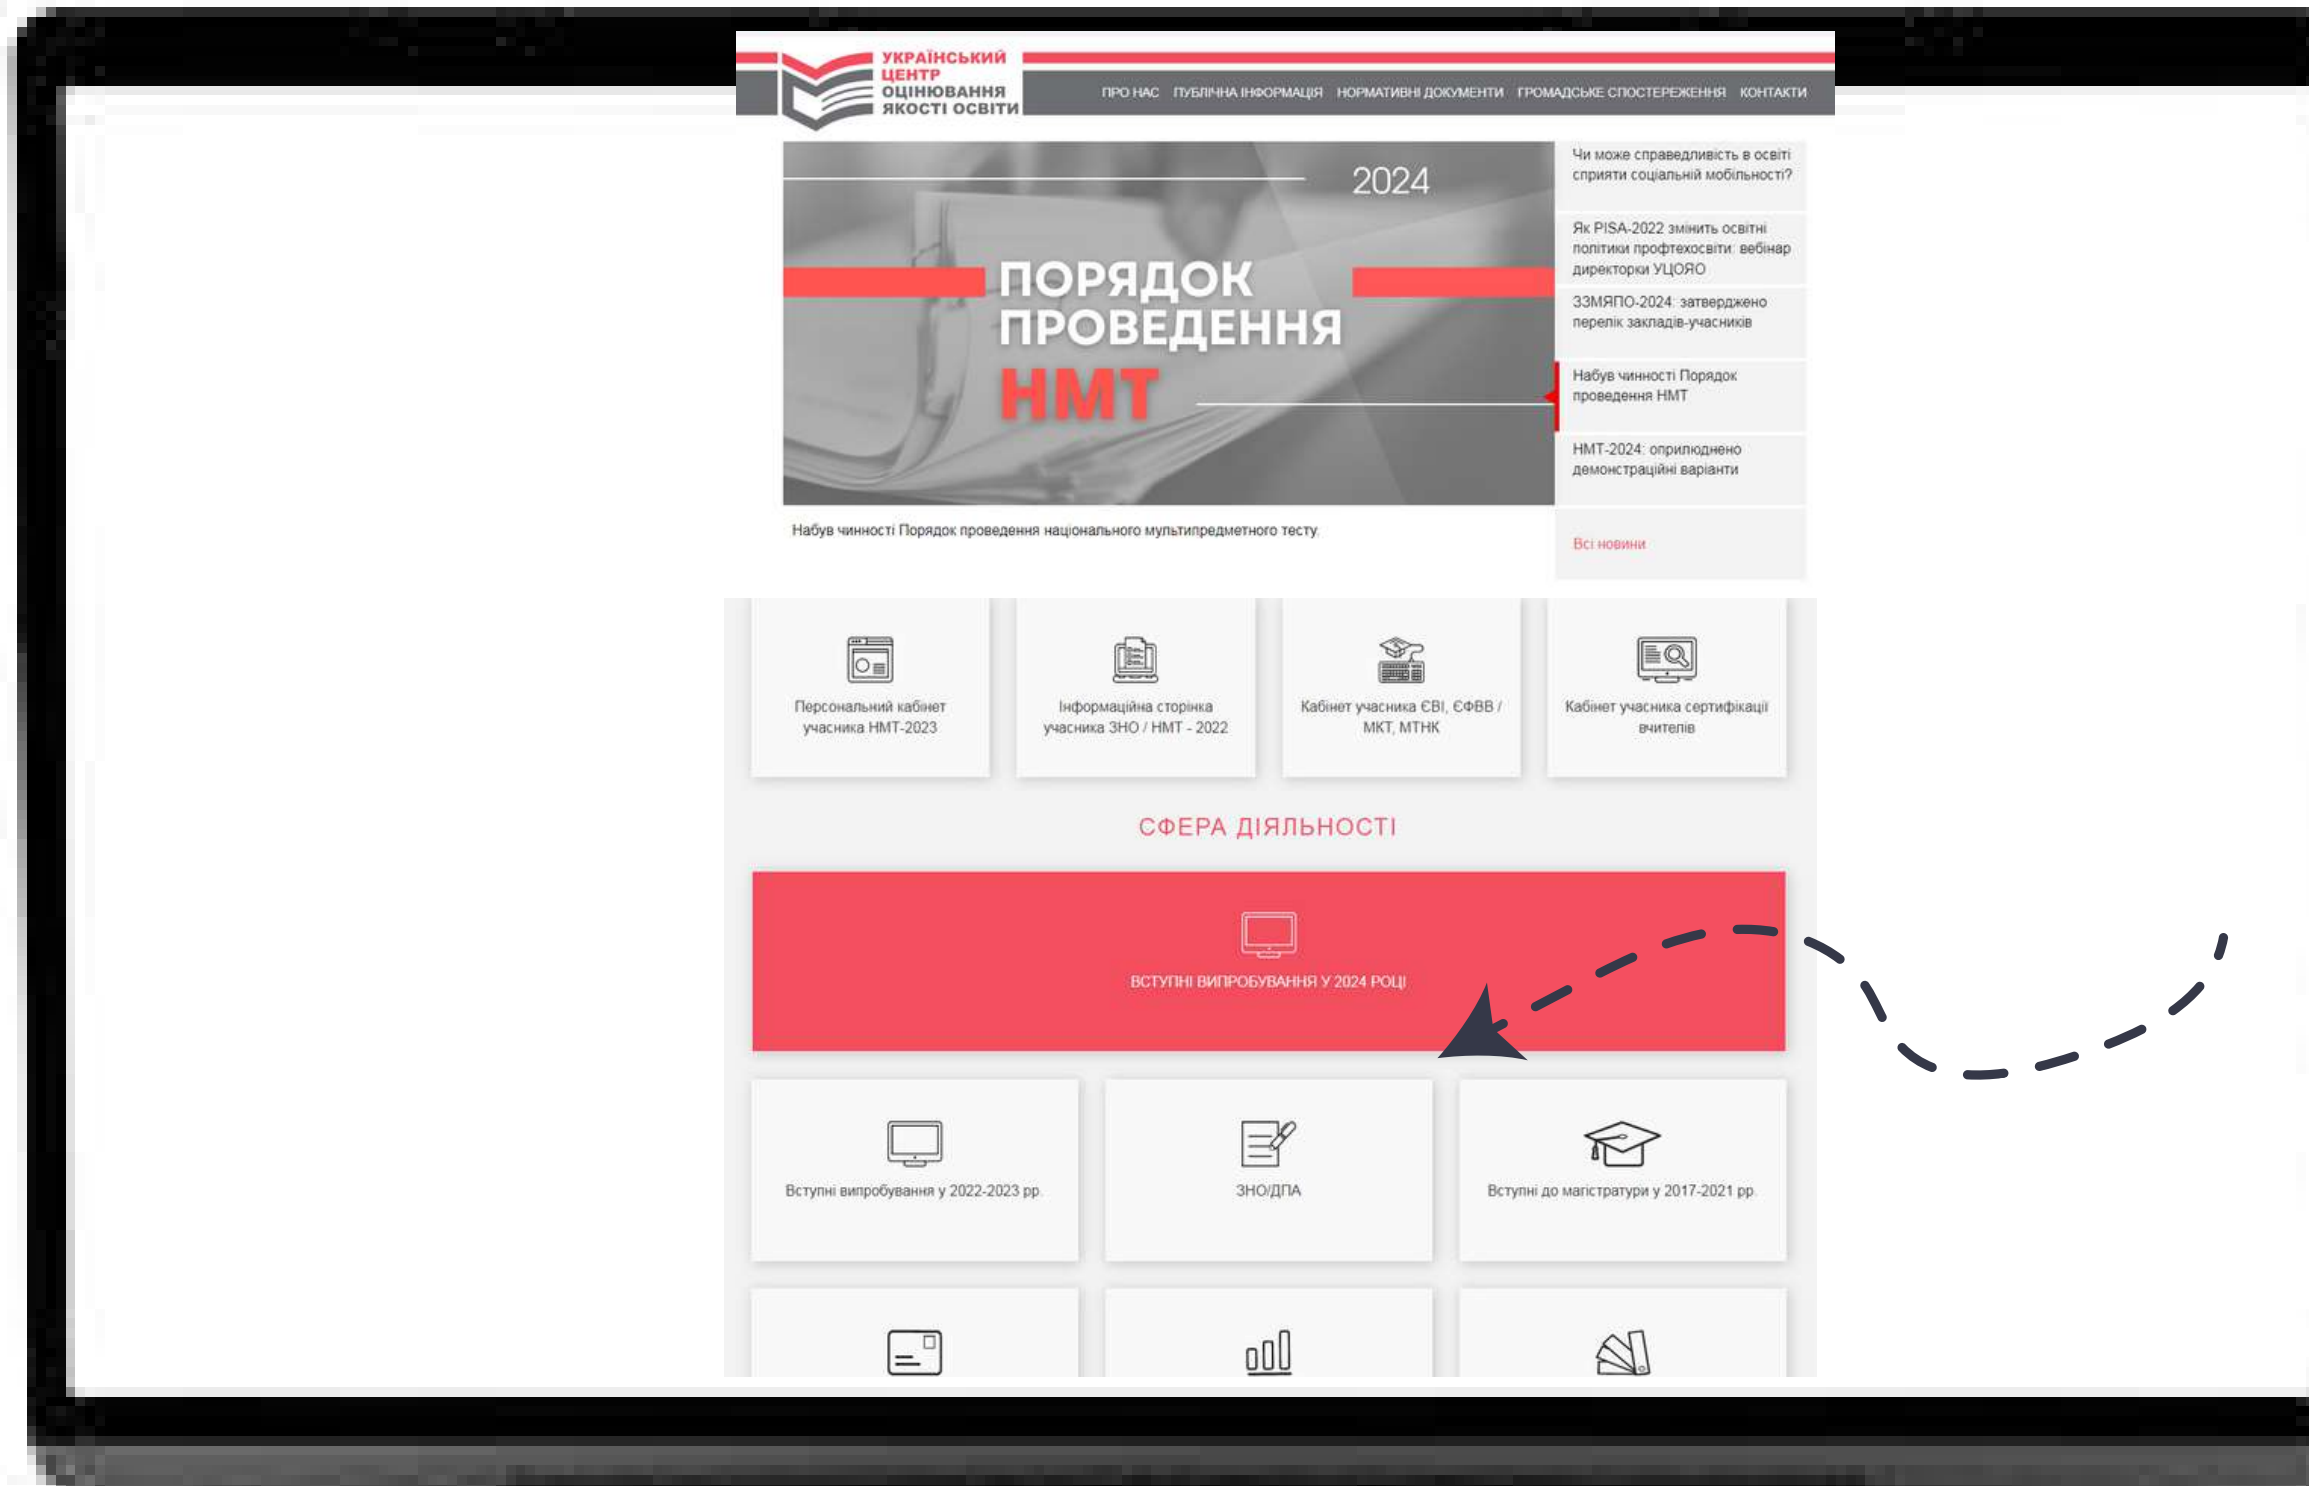 УКРАЇНСЬКИЙ
ЦЕНТР
ОЦІНЮВАННЯ
ЯКОСТІ ОСВІТИ
ПРО НАС ПУБЛІЧНА ІНФОРМАЦІЯ НОРМАТИВНІ ДОКУМЕНТИ ГРОМАДСЬКЕ СПОСТЕРЕЖЕННЯ КОНТАКТИ
2024
ПОРЯДОК
ПРОВЕДЕННЯ
НМТ
Чи може справедливість в освіті
сприяти соціальній мобільності?
Як PISA-2022 змінить освітні
політики профтехосвіти: вебінар
директорки УЦОЯО
ЗЗМЯПО-2024: затверджено
перелік закладів-учасників
Набув чинності Порядок
проведення НМТ
НМТ-2024: оприлюднено
демонстраційні варіанти
Всі новини
Набув чинності Порядок проведення національного мультипредметного тесту.
Персональний кабінет
учасника НМТ-2023
Інформаційна сторінка
учасника ЗНО / НМТ - 2022
Кабінет учасника ЄВІ, ЄФВВ /
МКТ, МТНК
Кабінет учасника сертифікації
вчителів
СФЕРА ДІЯЛЬНОСТІ
ВСТУПНІ ВИПРОБУВАННЯ У 2024 РОЦІ
Вступні випробування у 2022-2023 рр.
ЗНО/ДПА
Вступні до магістратури у 2017-2021 рр.